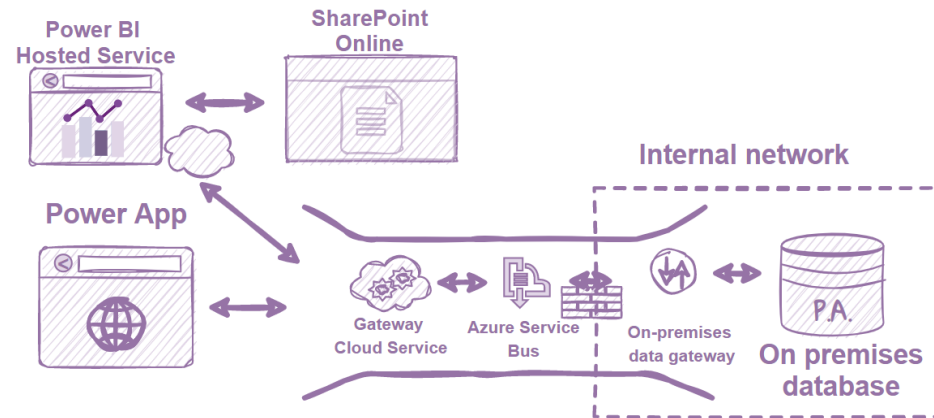 Power BI
Hosted Service
SharePoint
Online
Internal network
Power App
Gateway
Cloud Service
Azure Service
Bus
On-premises
data gateway
P.A.
On premises
database